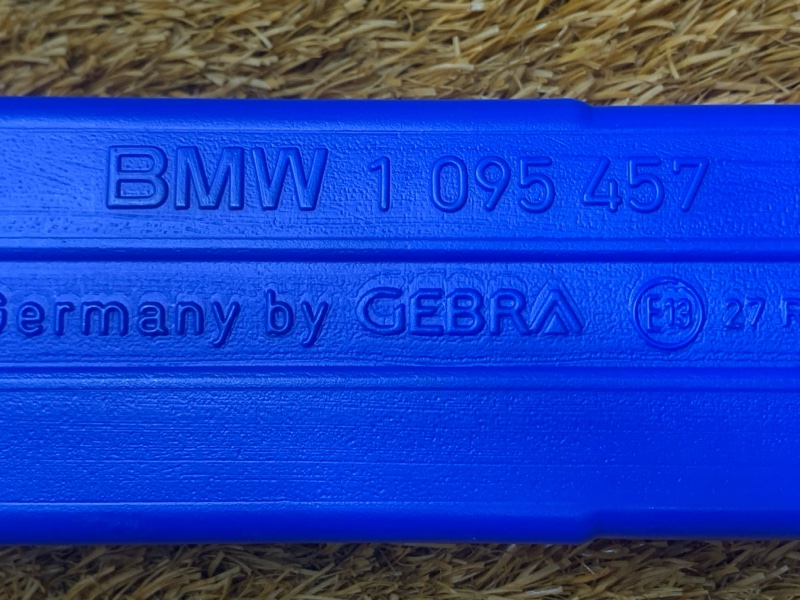 BMW 1 095 457
Germany by GEBRA E13 27 R